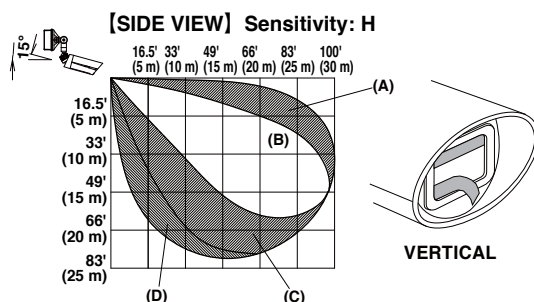 【SIDE VIEW】 Sensitivity: H
15°
16.5' 33' 49' 66' 83' 100'
(5 m) (10 m) (15 m) (20 m) (25 m) (30 m)
(A)
16.5'
(5 m)
(B)
33'
(10 m)
49'
(15 m)
66'
(20 m)
VERTICAL
83'
(25 m)
(D) (C)